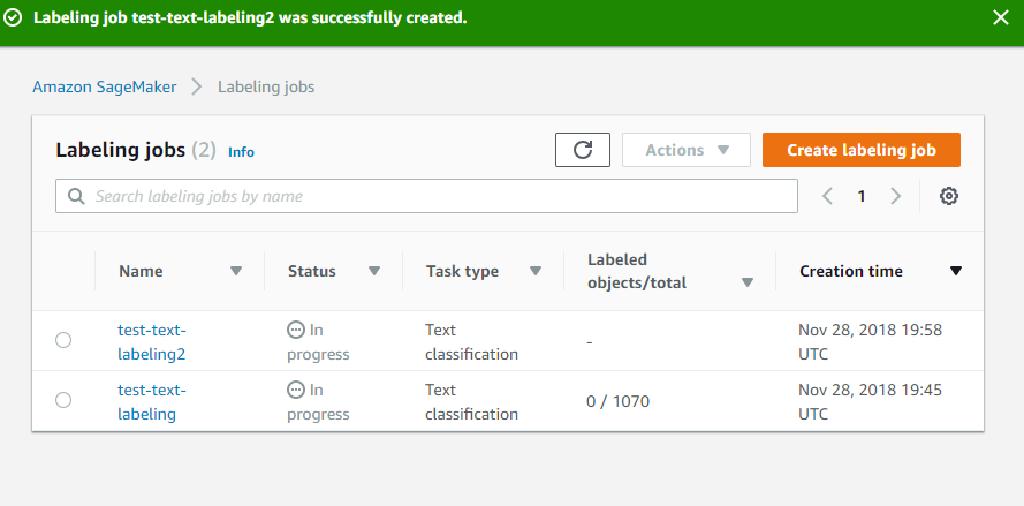 Labeling job test-text-labeling2 was successfully created.
Amazon SageMaker Labeling jobs
Labeling jobs (2) Info Actions Create labeling job
Search labeling jobs by name 1
Name Status Task type Labeled objects/total Creation time
test-text- In Text Nov 28, 2018 19:58
labeling2 progress classification - UTC
test-text- In Text Nov 28, 2018 19:45
labeling progress classification 0 / 1070 UTC